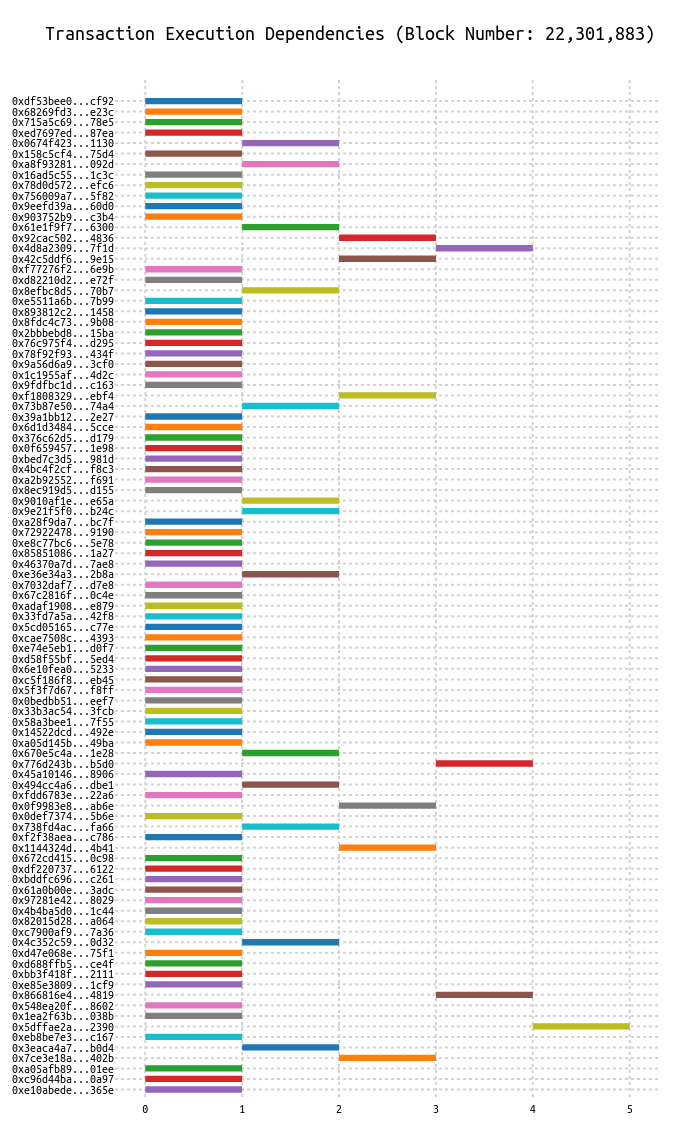 Transaction Execution Dependencies (Block Number: 22,301,883)
0xdf53bee0...cf92
0x68269fd3...e23c
0x715a5c69...78e5
0xed7697ed...87ea
0x0674f423...1130
0x158c5cf4...75d4
0xa8f93281...092d
0x16ad5c55...1c3c
0x78d0d572...efc6
0x756009a7...5f82
0x9eefd39a...60d0
0x903752b9...c3b4
0x61e1f9f7...6300
0x92cac502...4836
0x4d8a2309...7f1d
0x42c5ddf6...9e15
0xf77276f2...6e9b
0xd82210d2...e72f
0x8efbc8d5...70b7
0xe5511a6b...7b99
0x893812c2...1458
0x8fdc4c73...9b08
0x2bbbebd8...15ba
0x76c975f4...d295
0x78f92f93...434f
0x9a56d6a9...3cf0
0x1c1955af...4d2c
0x9fdfbc1d...c163
0xf1808329...ebf4
0x73b87e50...74a4
0x39a1bb12...2e27
0x6d1d3484...5cce
0x376c62d5...d179
0x0f659457...1e98
0xbed7c3d5...981d
0x4bc4f2cf...f8c3
0xa2b92552...f691
0x8ec919d5...d155
0x9010af1e...e65a
0x9e21f5f0...b24c
0xa28f9da7...bc7f
0x72922478...9190
0xe8c77bc6...5e78
0x85851086...1a27
0x46370a7d...7ae8
0xe36e34a3...2b8a
0x7032daf7...d7e8
0x67c2816f...0c4e
0xadaf1908...e879
0x33fd7a5a...42f8
0x5cd05165...c77e
0xcae7508c...4393
0xe74e5eb1...d0f7
0xd58f55bf...5ed4
0x6e10fea0...5233
0xc5f186f8...eb45
0x5f3f7d67...f8ff
0x0bedbb51...eef7
0x33b3ac54...3fcb
0x58a3bee1...7f55
0x14522dcd...492e
0xa05d145b...49ba
0x670e5c4a...1e28
0x776d243b...b5d0
0x45a10146...8906
0x494cc4a6...dbe1
0xfdd6783e...22a6
0x0f9983e8...ab6e
0x0def7374...5b6e
0x738fd4ac...fa66
0xf2f38aea...c786
0x1144324d...4b41
0x672cd415...0c98
0xdf220737...6122
0xbddfc696...c261
0x61a0b00e...3adc
0x97281e42...8029
0x4b4ba5d0...1c44
0x82015d28...a064
0xc7900af9...7a36
0x4c352c59...0d32
0xd47e068e...75f1
0xd688ffb5...ce4f
0xbb3f418f...2111
0xe85e3809...1cf9
0x866816e4...4819
0x548ea20f...8602
0x1ea2f63b...038b
0x5dffae2a...2390
0xeb8be7e3...c167
0x3eaca4a7...b0d4
0x7ce3e18a...402b
0xa05afb89...01ee
0xc96d44ba...0a97
0xe10abede...365e
0 1 2 3 4 5